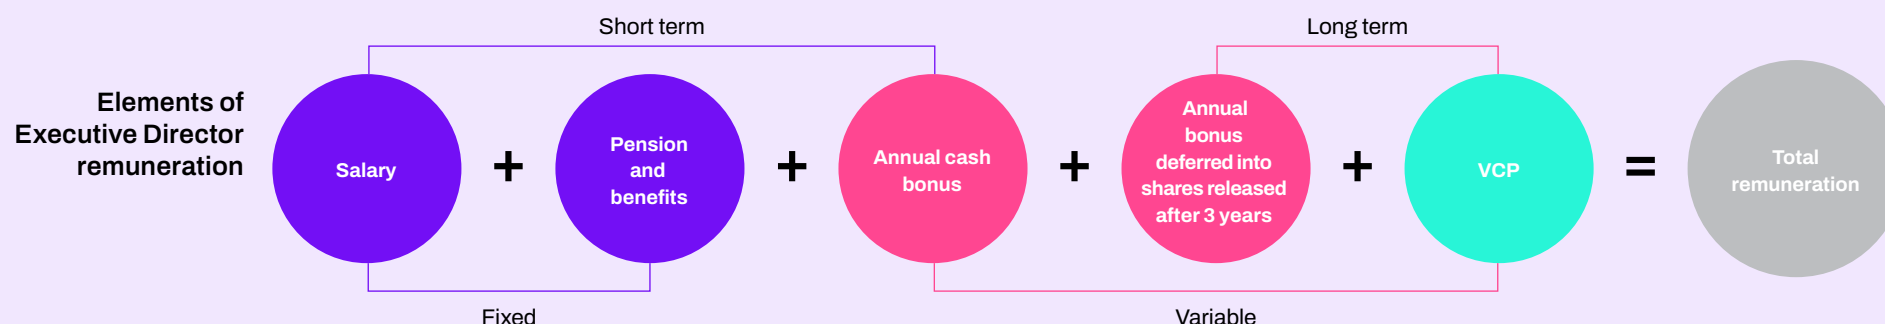 Short term
Long term
Elements of
Executive Director
remuneration
Salary
+
Pension
and
benefits
+
Annual cash
bonus
+
Annual
bonus
deferred into
shares released
after 3 years
+
VCP
=
Total
remuneration
Fixed
Variable